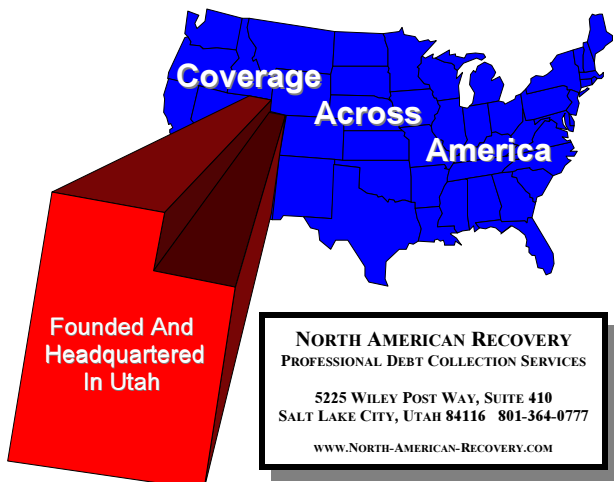 Coverage
Across
America
Founded And
Headquartered
In Utah
NORTH AMERICAN RECOVERY
PROFESSIONAL DEBT COLLECTION SERVICES
5225 WILEY POST WAY, SUITE 410
SALT LAKE CITY, UTAH 84116 801-364-0777
WWW.NORTH-AMERICAN-RECOVERY.COM